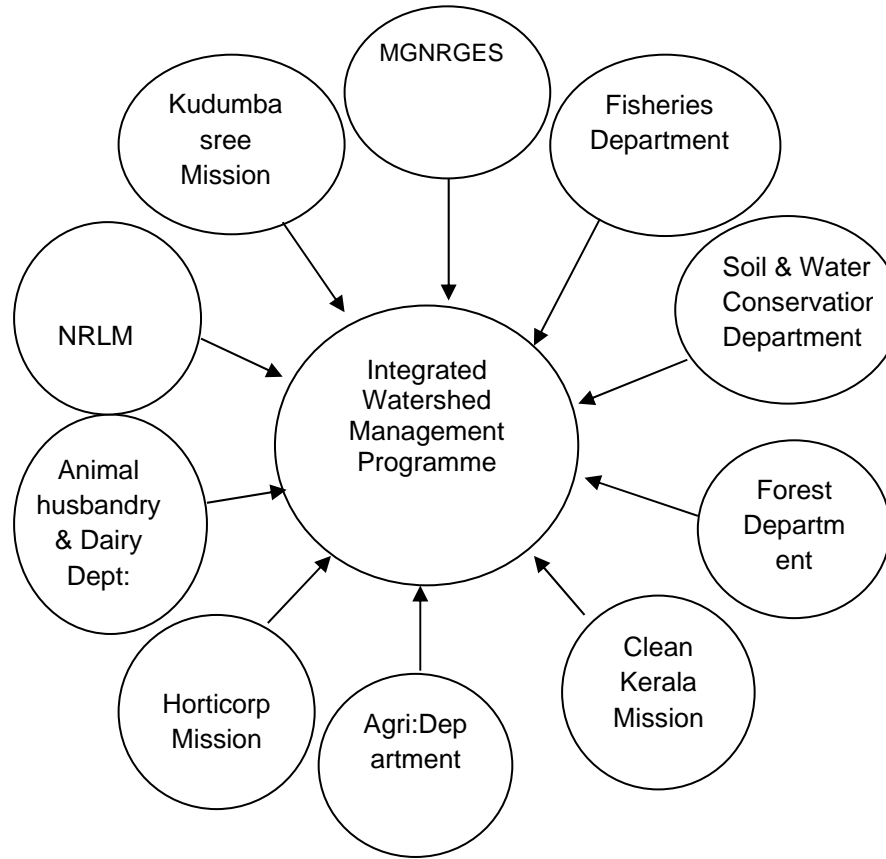 MGNRGES
Kudumba
sree
Mission
Fisheries
Department
Soil & Water
Conservation
Department
NRLM
Integrated
Watershed
Management
Programme
Animal
husbandry
& Dairy
Dept:
Forest
Departm
ent
Clean
Kerala
Mission
Horticorp
Mission
Agri:Dep
artment